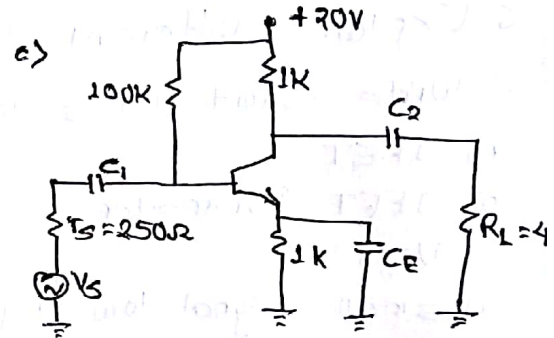 +20V
c)
100K
1K
C2
C1
rs=250Ω
Vs
1K
CE
RL=4